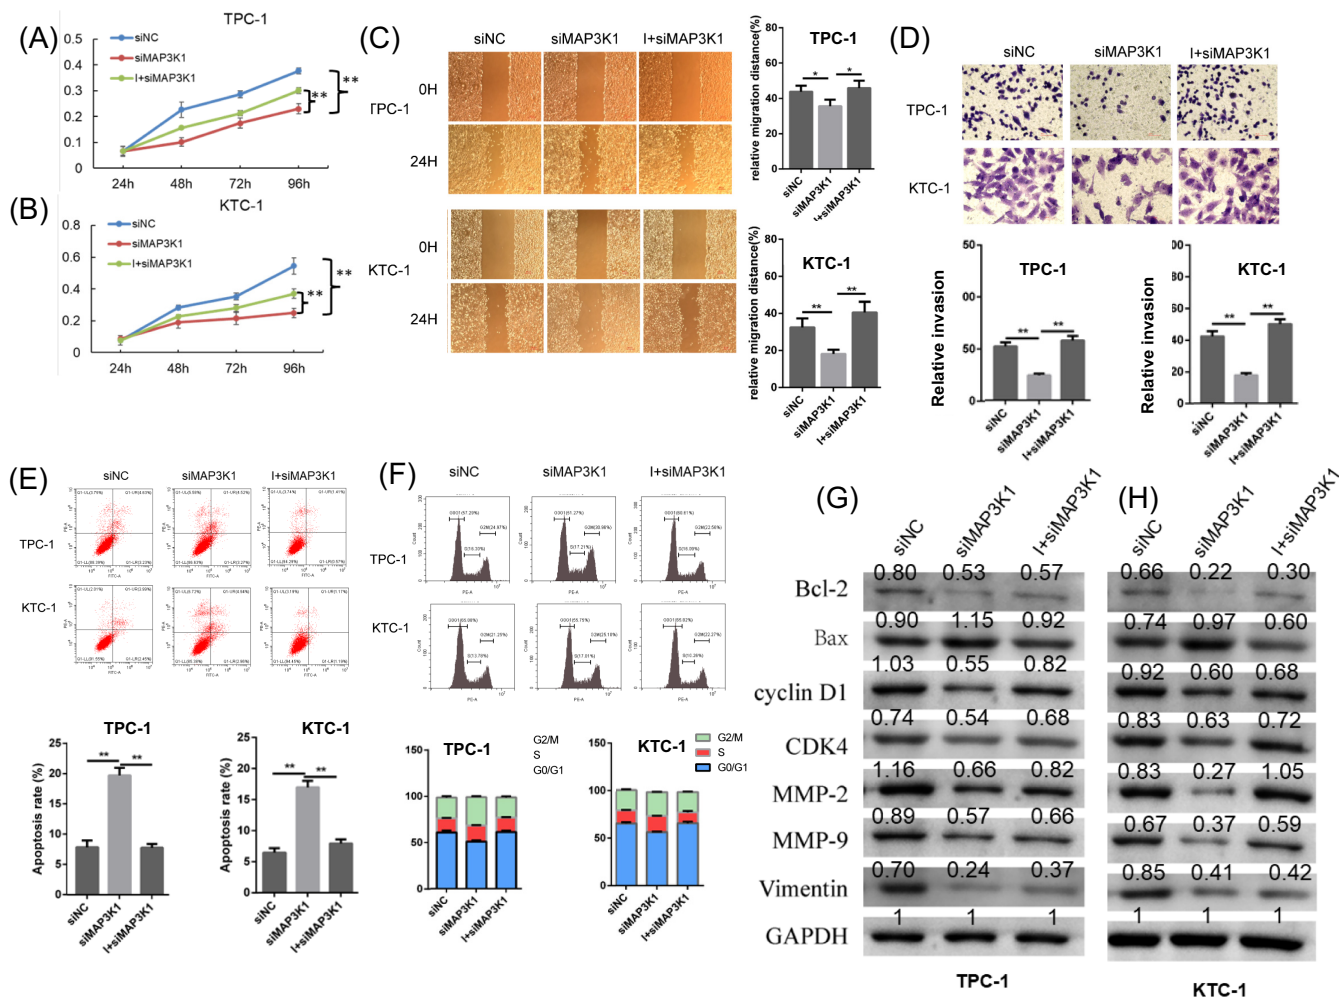 (A)
TPC-1
0.5
0.4
0.3
0.2
0.1
0
siNC
siMAP3K1
I+siMAP3K1
**
**
24h 48h 72h 96h
(B)
KTC-1
0.8
0.6
0.4
0.2
0
siNC
siMAP3K1
I+siMAP3K1
**
**
24h 48h 72h 96h
(C)
siNC siMAP3K1 I+siMAP3K1
0H
TPC-1
24H
0H
KTC-1
24H
TPC-1
relative migration distance(%)
80
60
40
20
0
* *
siNC
siMAP3K1
I+siMAP3K1
KTC-1
relative migration distance(%)
80
60
40
20
0
** **
siNC
siMAP3K1
I+siMAP3K1
(D)
siNC siMAP3K1 I+siMAP3K1
TPC-1
KTC-1
TPC-1
Relative invasion
50
00
50
0
** **
siNC
siMAP3K1
I+siMAP3K1
KTC-1
Relative invasion
00
80
60
40
20
0
** **
siNC
siMAP3K1
I+siMAP3K1
(E)
siNC siMAP3K1 I+siMAP3K1
TPC-1
KTC-1
PE-A
FITC-A
TPC-1
Apoptosis rate (%)
25
20
15
10
5
0
** **
siNC
siMAP3K1
I+siMAP3K1
KTC-1
Apoptosis rate (%)
25
20
15
10
5
0
** **
siNC
siMAP3K1
I+siMAP3K1
(F)
siNC siMAP3K1 I+siMAP3K1
TPC-1
KTC-1
Count
PE-A
TPC-1
150
100
50
0
G2/M
S
G0/G1
siNC
siMAP3K1
I+siMAP3K1
KTC-1
150
100
50
0
G2/M
S
G0/G1
siNC
siMAP3K1
I+siMAP3K1
(G)
siNC siMAP3K1 I+siMAP3K1
(H)
siNC siMAP3K1 I+siMAP3K1
Bcl-2 0.80 0.53 0.57 0.66 0.22 0.30
Bax 0.90 1.15 0.92 0.74 0.97 0.60
cyclin D1 1.03 0.55 0.82 0.92 0.60 0.68
CDK4 0.74 0.54 0.68 0.83 0.63 0.72
MMP-2 1.16 0.66 0.82 0.83 0.27 1.05
MMP-9 0.89 0.57 0.66 0.67 0.37 0.59
Vimentin 0.70 0.24 0.37 0.85 0.41 0.42
GAPDH 1 1 1 1 1 1
TPC-1
KTC-1